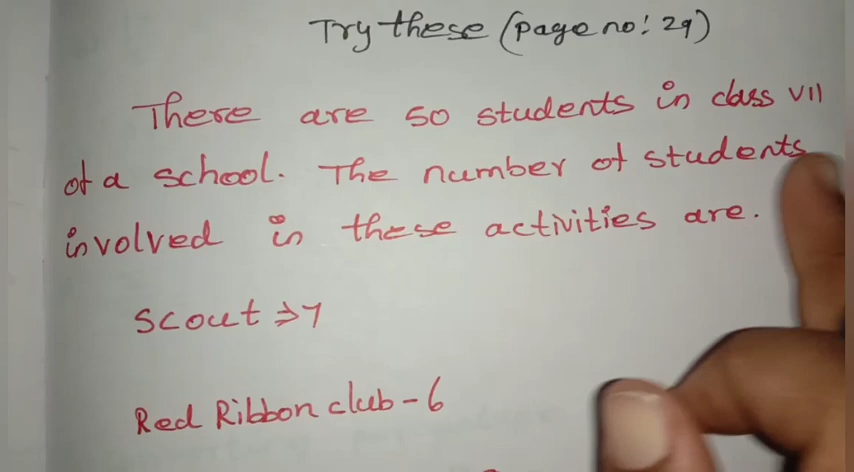 Try these (page no: 29)
There are 50 students in class VII
of a school. The number of students
involved in these activities are.
Scout ⇒ 7
Red Ribbon club - 6